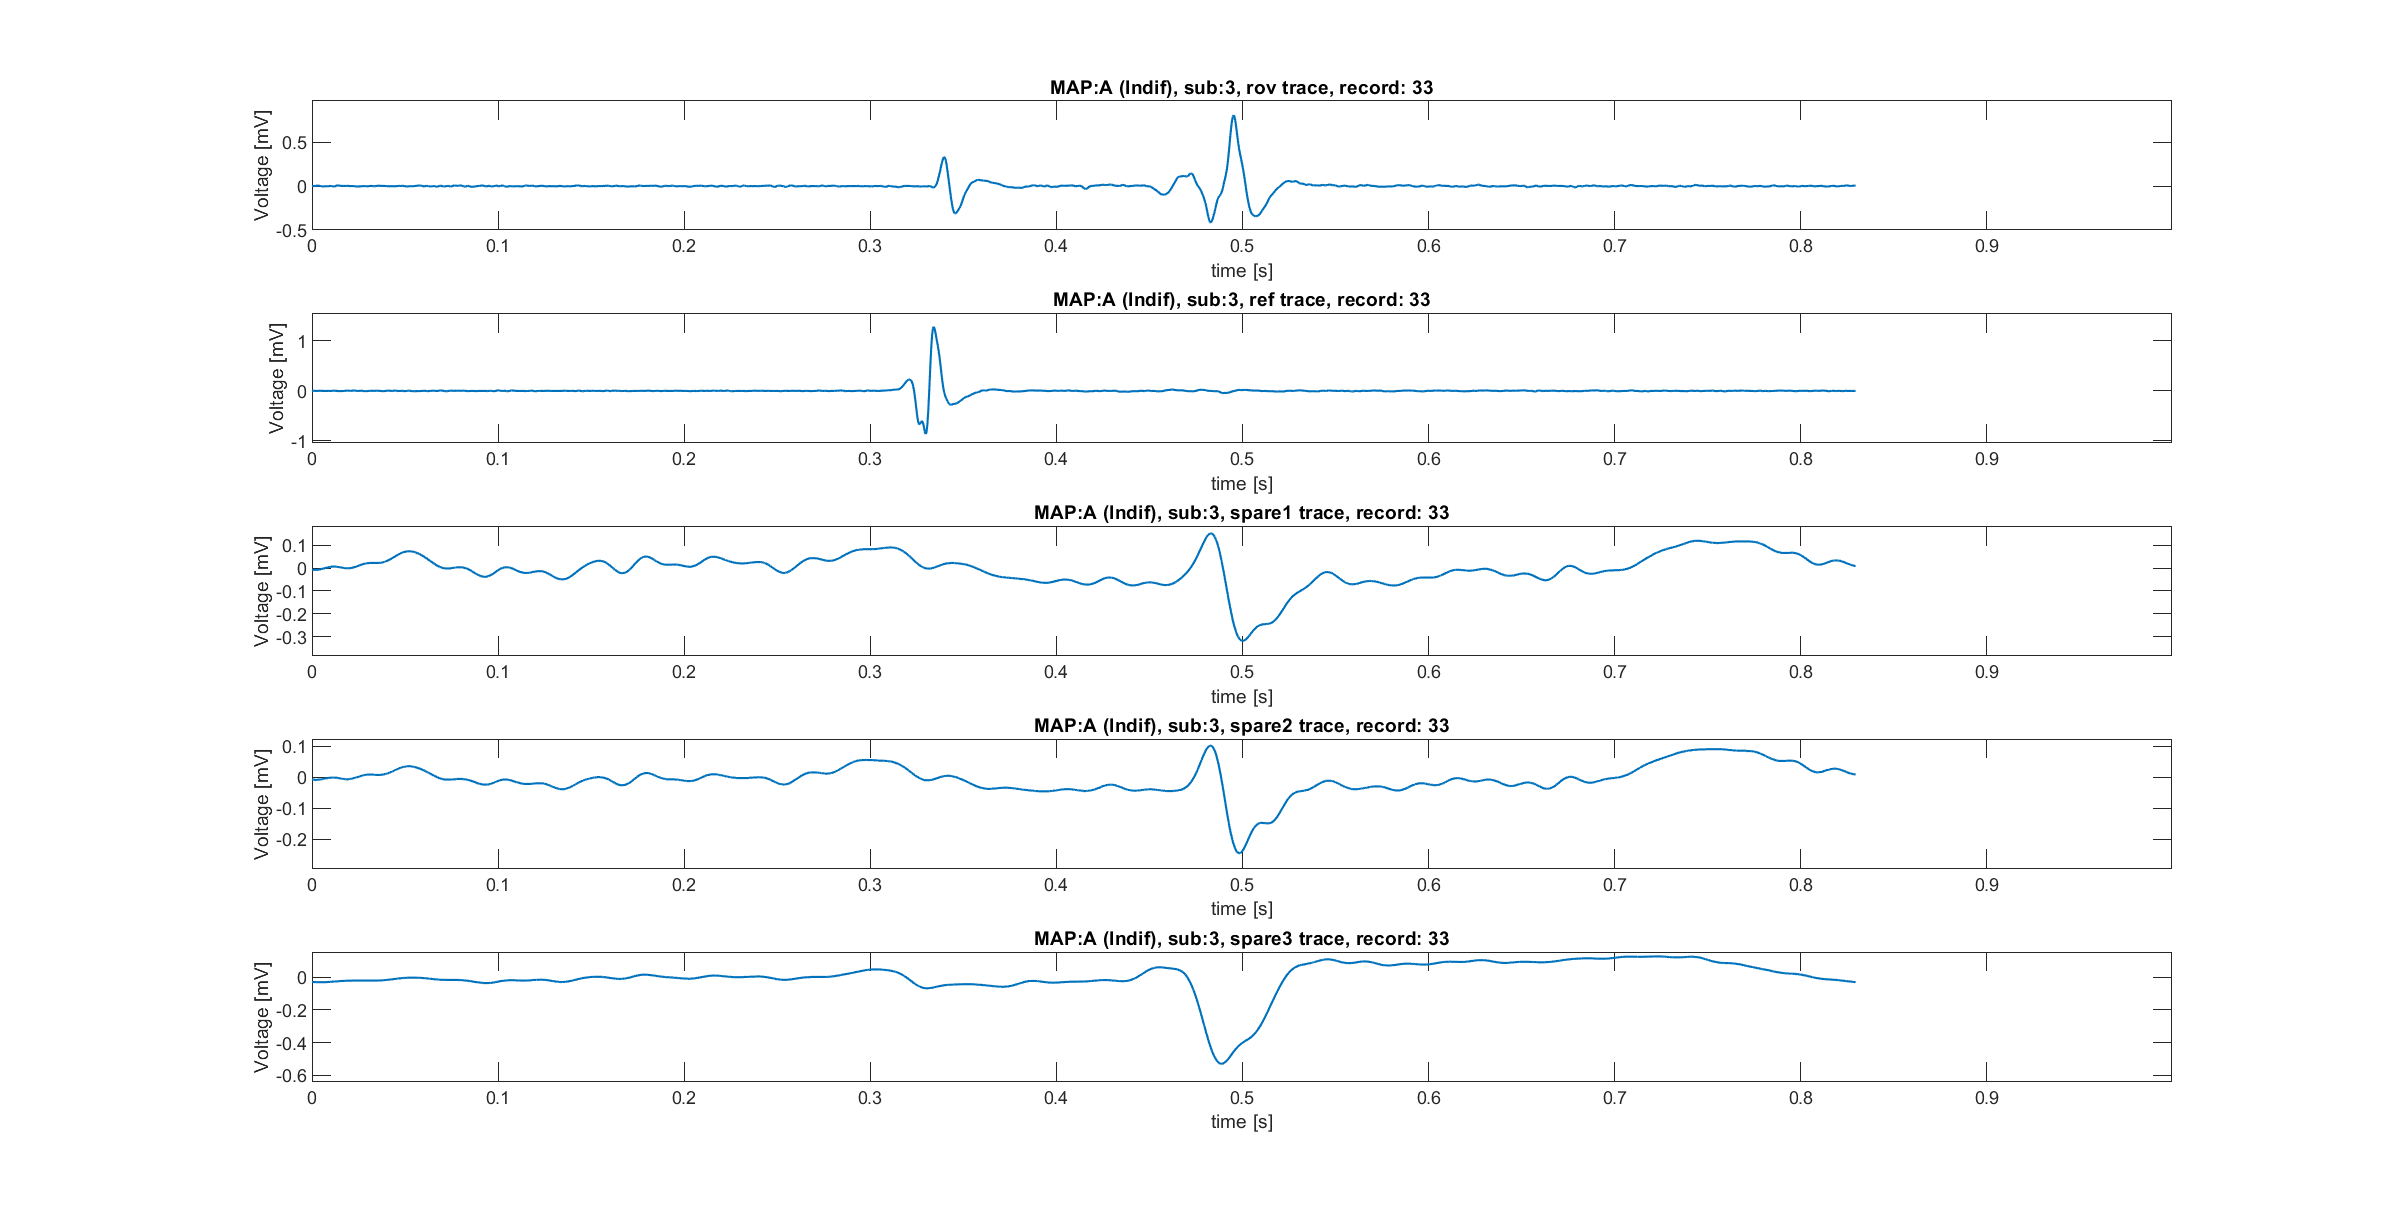 MAP:A (Indif), sub:3, rov trace, record: 33
Voltage [mV]
0.5
0
-0.5
0 0.1 0.2 0.3 0.4 0.5 0.6 0.7 0.8 0.9
time [s]
MAP:A (Indif), sub:3, ref trace, record: 33
Voltage [mV]
1
0
-1
0 0.1 0.2 0.3 0.4 0.5 0.6 0.7 0.8 0.9
time [s]
MAP:A (Indif), sub:3, spare1 trace, record: 33
Voltage [mV]
0.1
0
-0.1
-0.2
-0.3
0 0.1 0.2 0.3 0.4 0.5 0.6 0.7 0.8 0.9
time [s]
MAP:A (Indif), sub:3, spare2 trace, record: 33
Voltage [mV]
0.1
0
-0.1
-0.2
0 0.1 0.2 0.3 0.4 0.5 0.6 0.7 0.8 0.9
time [s]
MAP:A (Indif), sub:3, spare3 trace, record: 33
Voltage [mV]
0
-0.2
-0.4
-0.6
0 0.1 0.2 0.3 0.4 0.5 0.6 0.7 0.8 0.9
time [s]